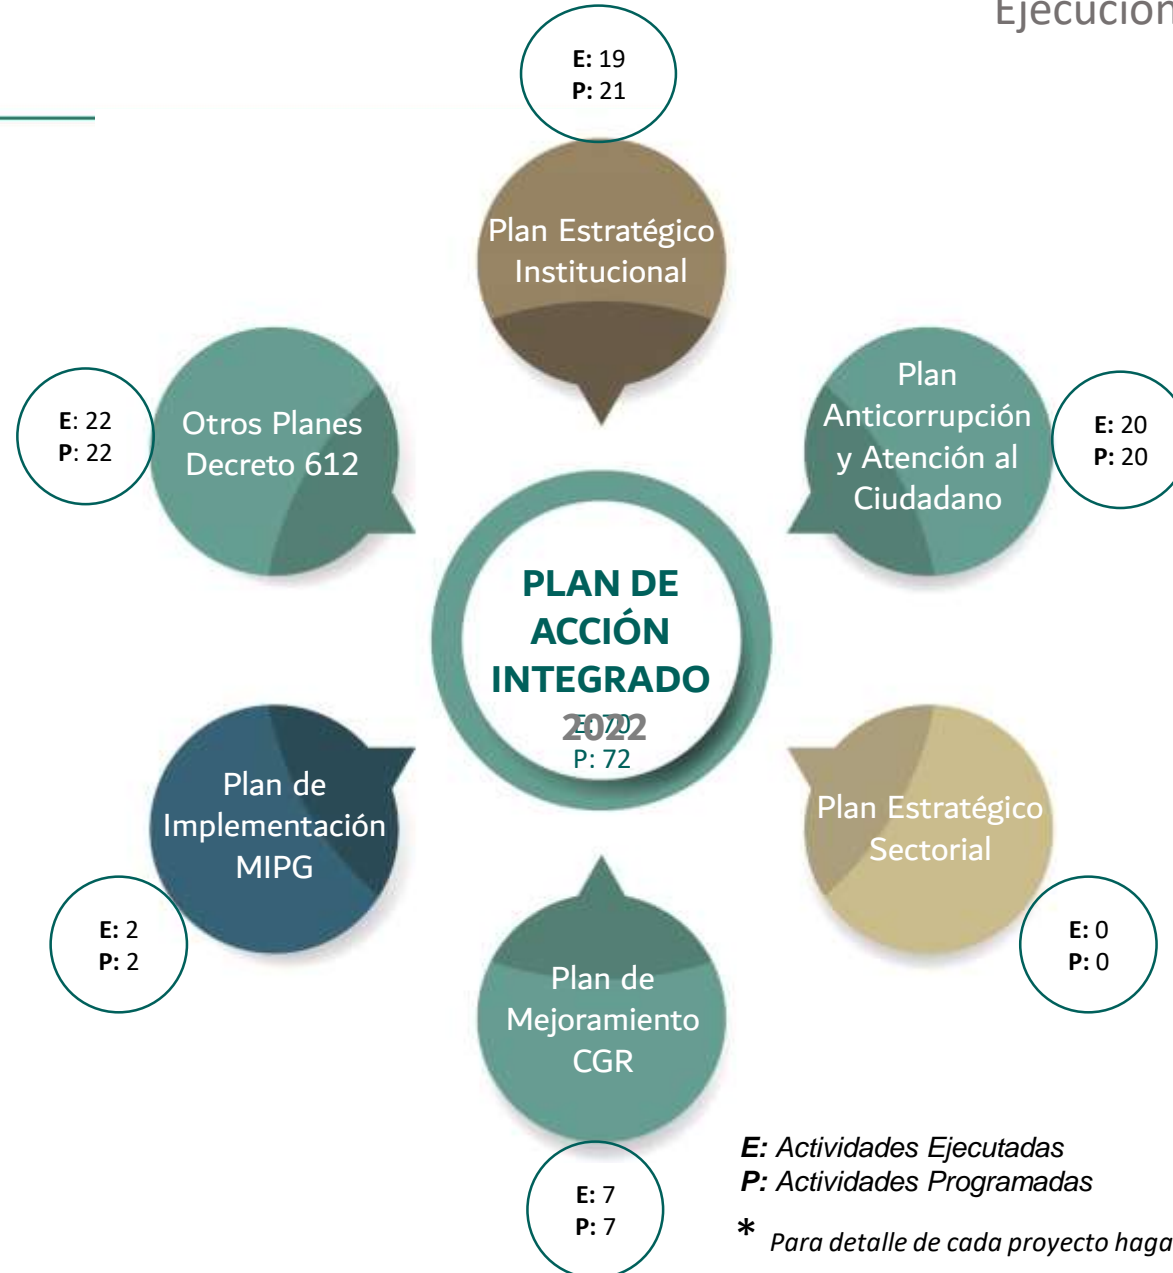 Ejecución
E: 19
P: 21
Plan Estratégico
Institucional
Plan
Anticorrupción
y Atención al
Ciudadano
E: 20
P: 20
E: 22
P: 22
Otros Planes
Decreto 612
PLAN DE
ACCIÓN
INTEGRADO
2022
E: 70
P: 72
Plan de
Implementación
MIPG
E: 2
P: 2
Plan Estratégico
Sectorial
E: 0
P: 0
Plan de
Mejoramiento
CGR
E: 7
P: 7
E: Actividades Ejecutadas
P: Actividades Programadas
* Para detalle de cada proyecto haga